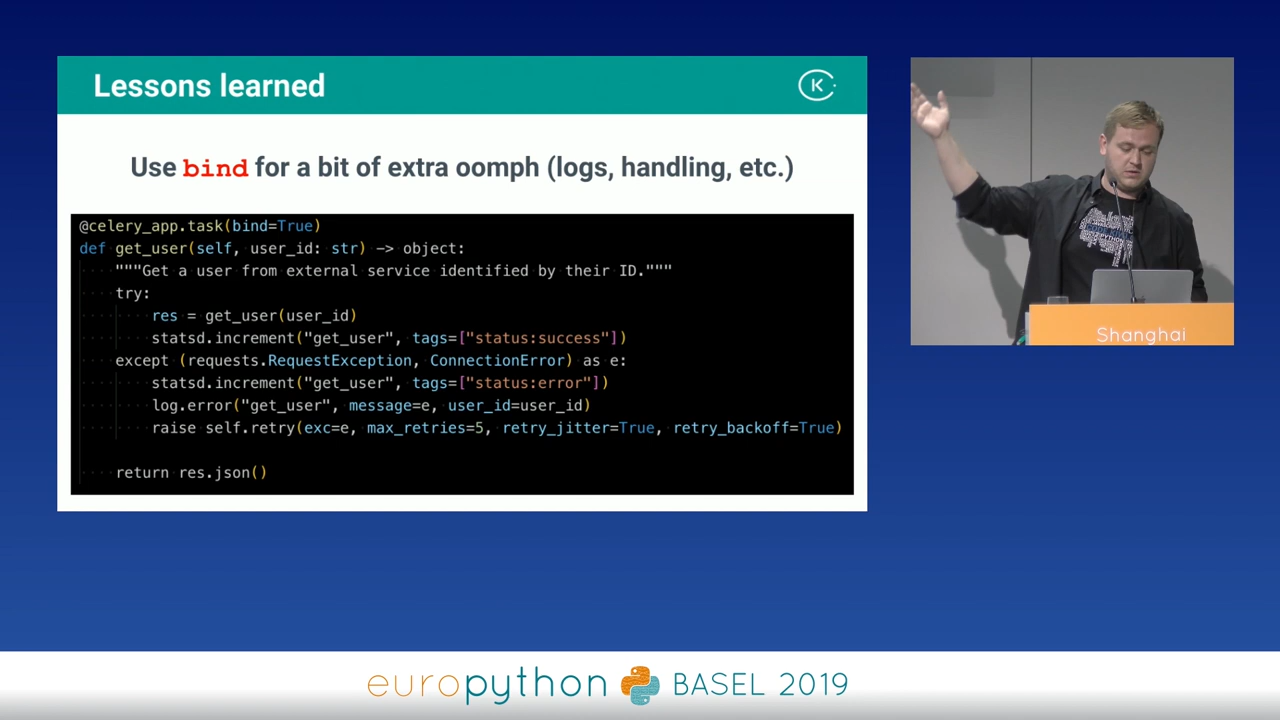 Lessons learned
K
Use bind for a bit of extra oomph (logs, handling, etc.)
@celery_app.task(bind=True)
def get_user(self, user_id: str) -> object:
"""Get a user from external service identified by their ID."""
try:
res = get_user(user_id)
statsd.increment("get_user", tags=["status:success"])
except (requests.RequestException, ConnectionError) as e:
statsd.increment("get_user", tags=["status:error"])
log.error("get_user", message=e, user_id=user_id)
raise self.retry(exc=e, max_retries=5, retry_jitter=True, retry_backoff=True)
return res.json()
Shanghai
europython BASEL 2019